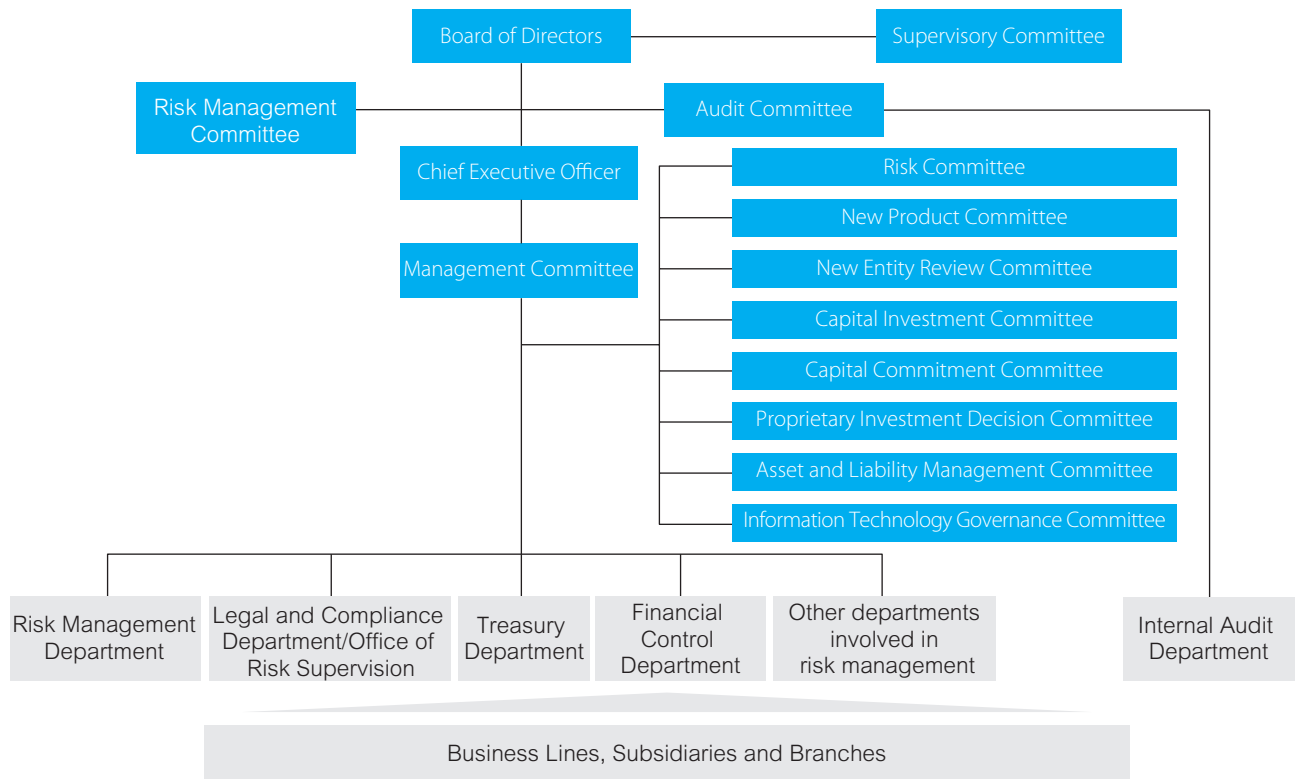 Board of Directors
Supervisory Committee
Risk Management
Committee
Audit Committee
Chief Executive Officer
Management Committee
Risk Committee
New Product Committee
New Entity Review Committee
Capital Investment Committee
Capital Commitment Committee
Proprietary Investment Decision Committee
Asset and Liability Management Committee
Information Technology Governance Committee
Risk Management
Department
Legal and Compliance
Department/Office of
Risk Supervision
Treasury
Department
Financial
Control
Department
Other departments
involved in
risk management
Internal Audit
Department
Business Lines, Subsidiaries and Branches